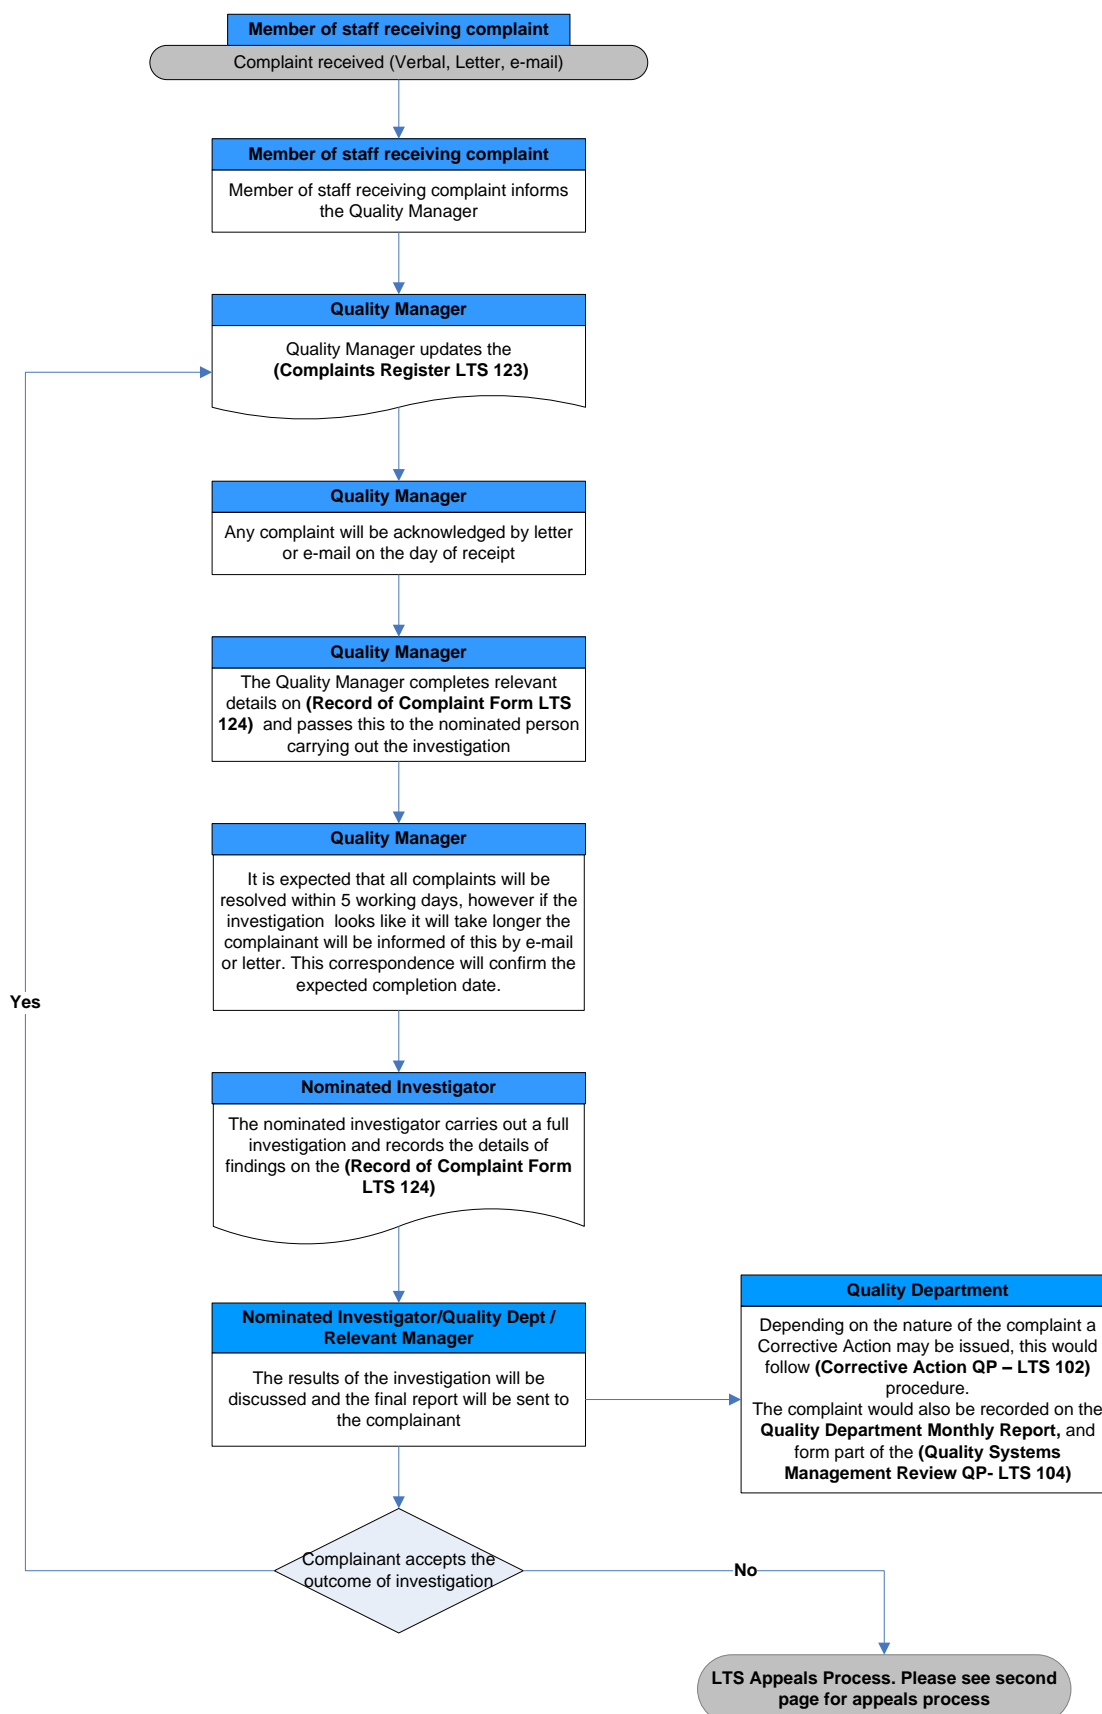 Member of staff receiving complaint
Complaint received (Verbal, Letter, e-mail)
Member of staff receiving complaint
Member of staff receiving complaint informs
the Quality Manager
Quality Manager
Quality Manager updates the
(Complaints Register LTS 123)
Quality Manager
Any complaint will be acknowledged by letter
or e-mail on the day of receipt
Quality Manager
The Quality Manager completes relevant
details on (Record of Complaint Form LTS
124) and passes this to the nominated person
carrying out the investigation
Quality Manager
It is expected that all complaints will be
resolved within 5 working days, however if the
investigation looks like it will take longer the
complainant will be informed of this by e-mail
or letter. This correspondence will confirm the
expected completion date.
Yes
Nominated Investigator
The nominated investigator carries out a full
investigation and records the details of
findings on the (Record of Complaint Form
LTS 124)
Nominated Investigator/Quality Dept /
Relevant Manager
The results of the investigation will be
discussed and the final report will be sent to
the complainant
Quality Department
Depending on the nature of the complaint a
Corrective Action may be issued, this would
follow (Corrective Action QP – LTS 102)
procedure.
The complaint would also be recorded on the
Quality Department Monthly Report, and
form part of the (Quality Systems
Management Review QP- LTS 104)
Complainant accepts the
outcome of investigation
No
LTS Appeals Process. Please see second
page for appeals process